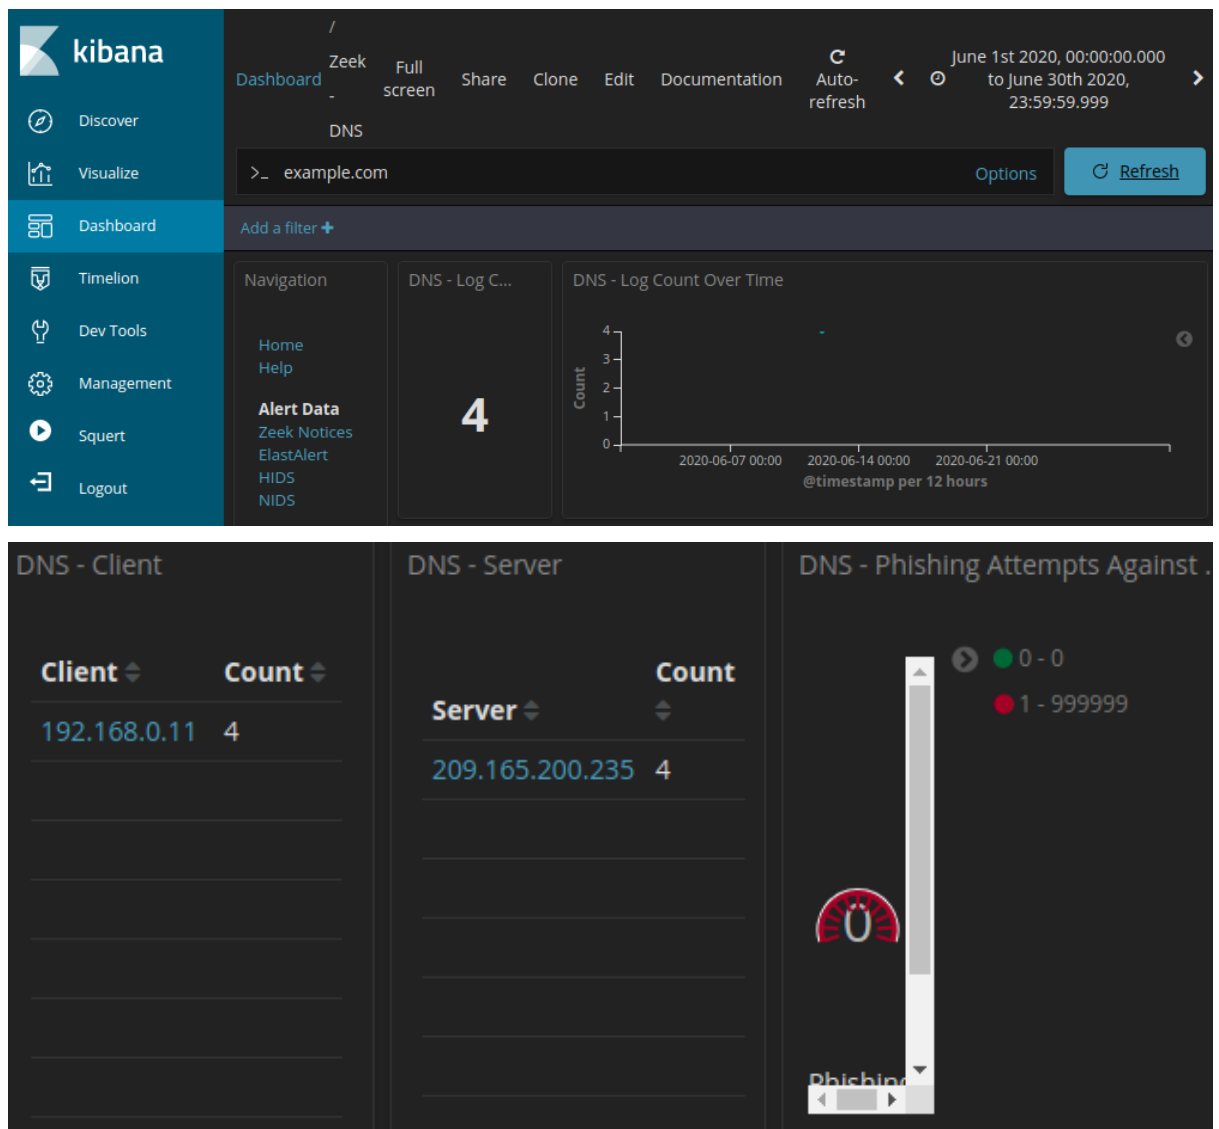 kibana
Discover
Visualize
Dashboard
Timelion
Dev Tools
Management
Squert
Logout
Dashboard
/
Zeek
-
DNS
Full
screen
Share
Clone
Edit
Documentation
Auto-
refresh
June 1st 2020, 00:00:00.000
to June 30th 2020,
23:59:59.999
>_ example.com
Options
Refresh
Add a filter +
Navigation
Home
Help
Alert Data
Zeek Notices
ElastAlert
HIDS
NIDS
DNS - Log C...
4
DNS - Log Count Over Time
Count
4
3
2
1
0
2020-06-07 00:00 2020-06-14 00:00 2020-06-21 00:00
@timestamp per 12 hours
DNS - Client
Client Count
192.168.0.11 4
DNS - Server
Server Count
209.165.200.235 4
DNS - Phishing Attempts Against .
0 - 0
1 - 999999
0
Phishing